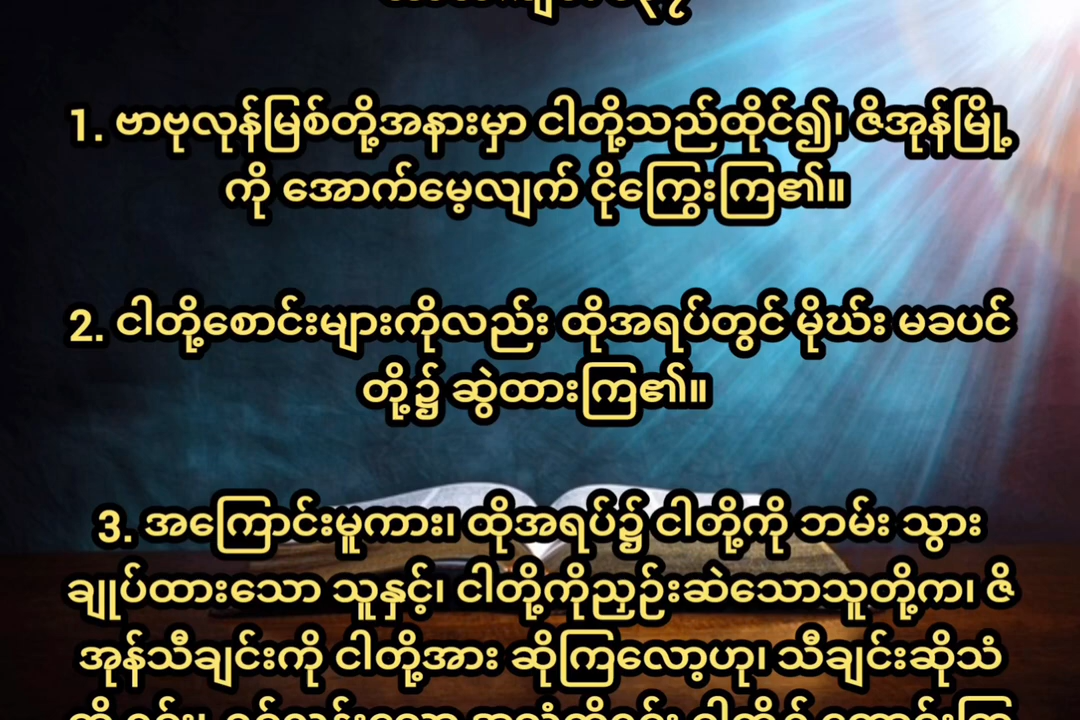 1. ဗာဗုလုန်မြစ်တို့အနားမှာ ငါတို့သည်ထိုင်၍၊ ဇိအုန်မြို့
ကို အောက်မေ့လျက် ငိုကြွေးကြ၏။
2. ငါတို့စောင်းများကိုလည်း ထိုအရပ်တွင် မိုဃ်း မခပင်
တို့၌ ဆွဲထားကြ၏။
3. အကြောင်းမူကား၊ ထိုအရပ်၌ ငါတို့ကို ဘမ်း သွား
ချုပ်ထားသော သူနှင့်၊ ငါတို့ကိုညှဉ်းဆဲသောသူတို့က၊ ဇိ
အုန်သီချင်းကို ငါတို့အား ဆိုကြလော့ဟု၊ သီချင်းဆိုသံ